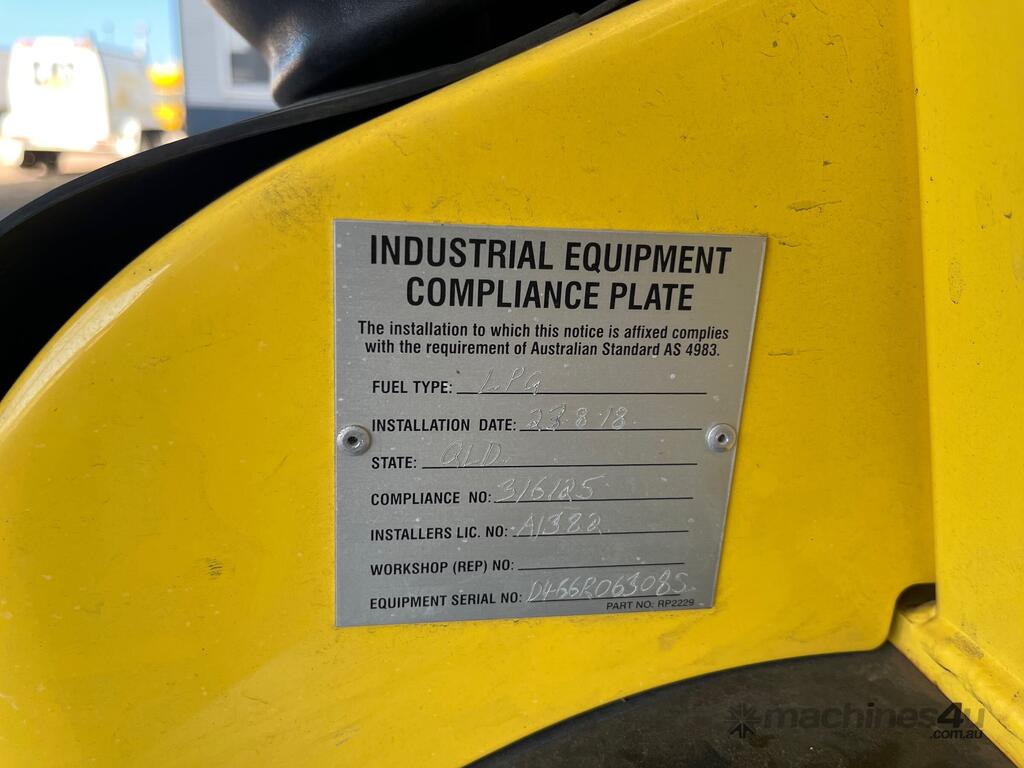 INDUSTRIAL EQUIPMENT
COMPLIANCE PLATE
The installation to which this notice is affixed complies
with the requirement of Australian Standard AS 4983.
FUEL TYPE: LPG
INSTALLATION DATE: 23·8·18
STATE: QLD
COMPLIANCE NO: 316125
INSTALLERS LIC. NO: A1382
WORKSHOP (REP) NO:
EQUIPMENT SERIAL NO: D466R06308S
PART NO: RP2229
machines4u
.com.au